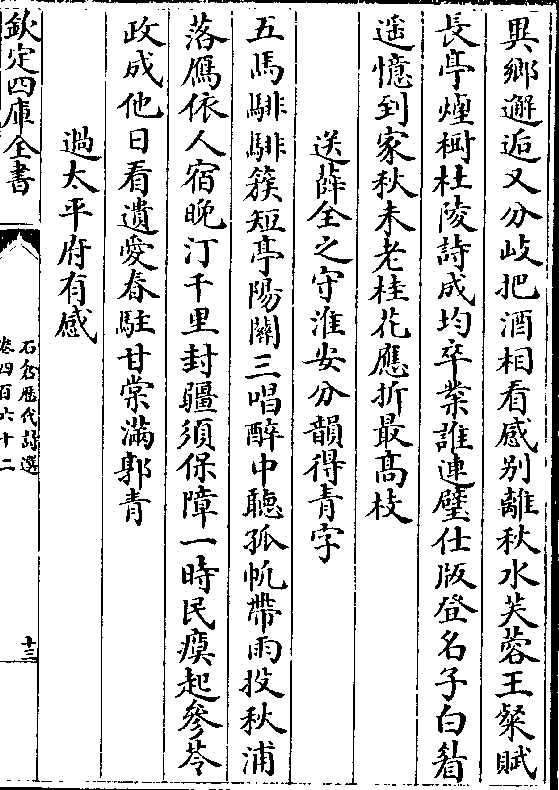 異鄉邂逅又分岐把酒相看感别離秋水芙蓉王粲賦
長亭煙樹杜陵詩成均卒業誰連璧仕版登名子白眉
遥憶到家秋未老桂花應折最髙枝
送薛全之守淮安分韻得青字
五馬騑騑簇短亭陽關三唱醉中聽孤帆帶雨投秋浦
落鴈依人宿晚汀千里封疆須保障一時民瘼起參苓
政成他日看遺愛春駐甘棠滿郭青
過太平府有感
欽定四庫全書
石倉歷代詩選
卷四百六十二
十三